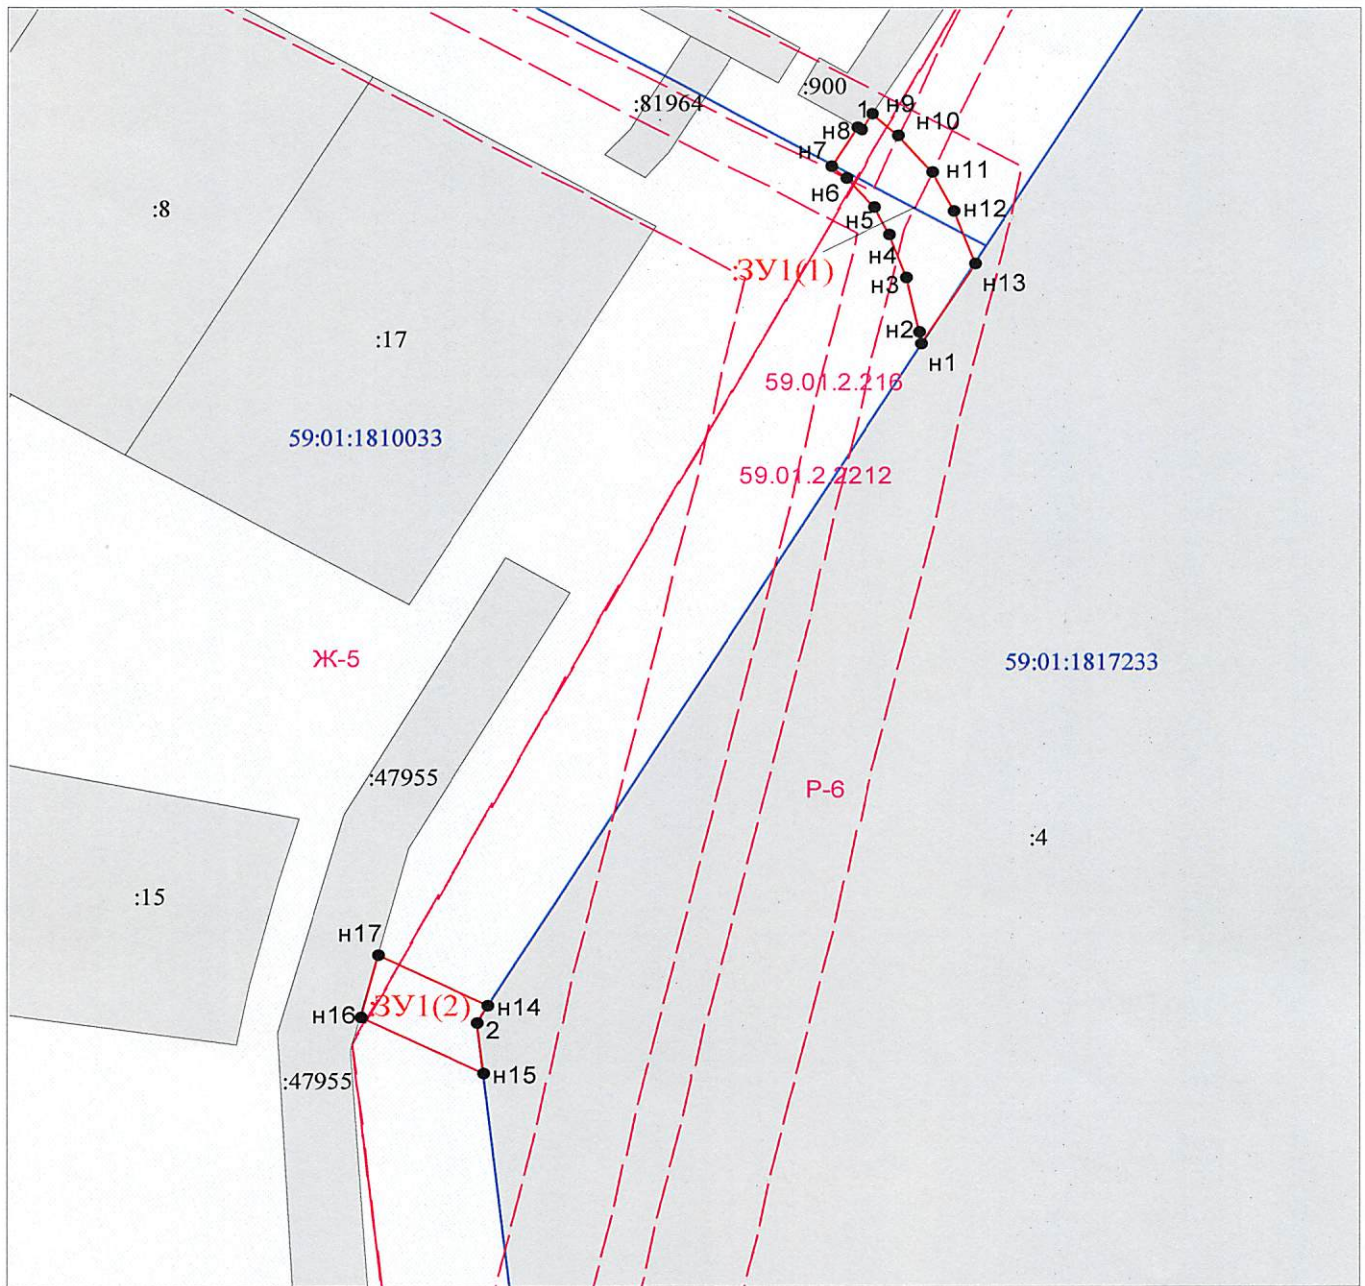 :900
:81964
1
н9
н8
н10
н7
н11
н6
:8
н5
н12
н4
:ЗУ1(1)
н3
н13
:17
н2
н1
59.01.2.216
59:01:1810033
59.01.2.2212
Ж-5
59:01:1817233
:47955
Р-6
:4
:15
н17
:ЗУ1(2)
н14
н16
2
н15
:47955